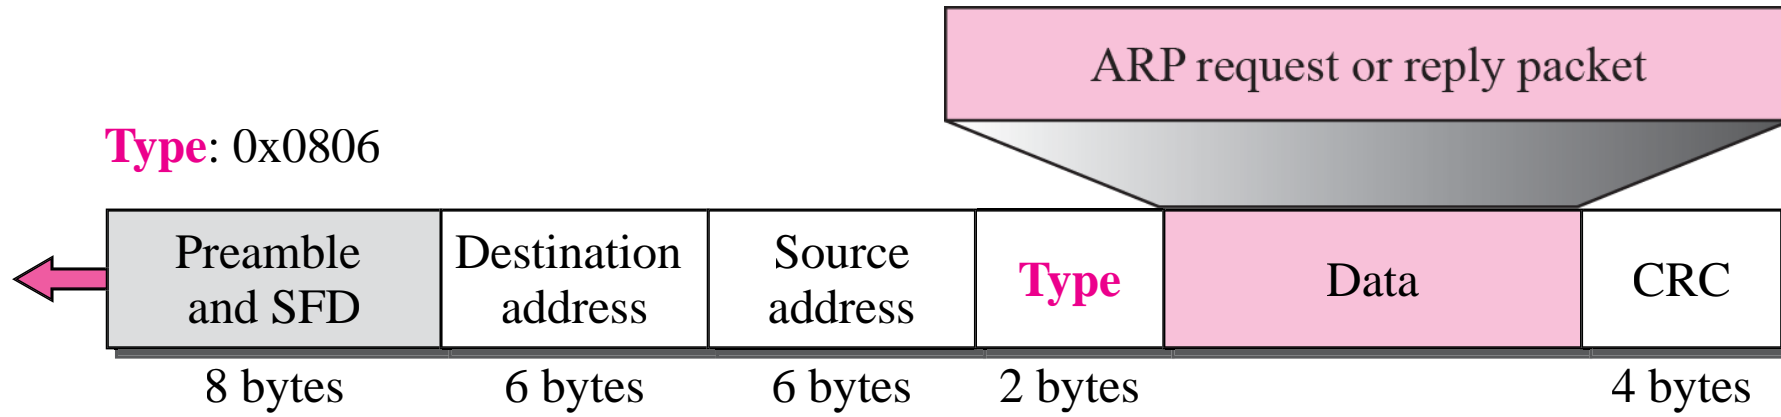 ARP request or reply packet
Type: 0x0806
Preamble
and SFD
Destination
address
Source
address
Type
Data
CRC
8 bytes
6 bytes
6 bytes
2 bytes
4 bytes